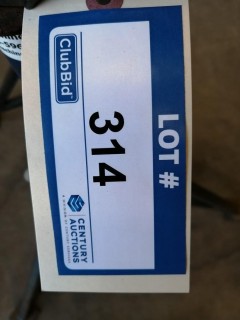 LOT #
314
ClubBid
CENTURY
AUCTIONS